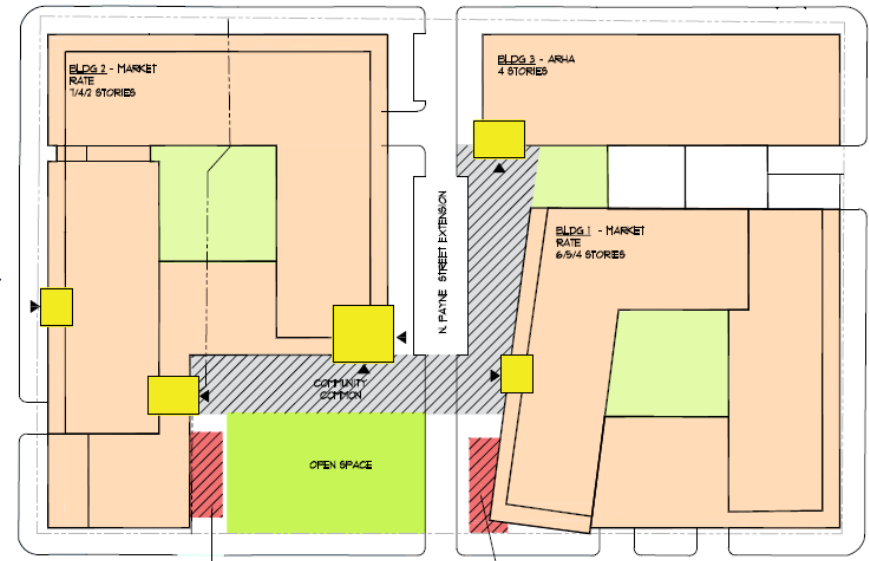 BLDG 2 - MARKET
RATE
7/4/2 STORIES
BLDG 3 - ARHA
4 STORIES
N. PAYNE STREET EXTENSION
BLDG 1 - MARKET
RATE
6/5/4 STORIES
COMMUNITY
COMMON
OPEN SPACE